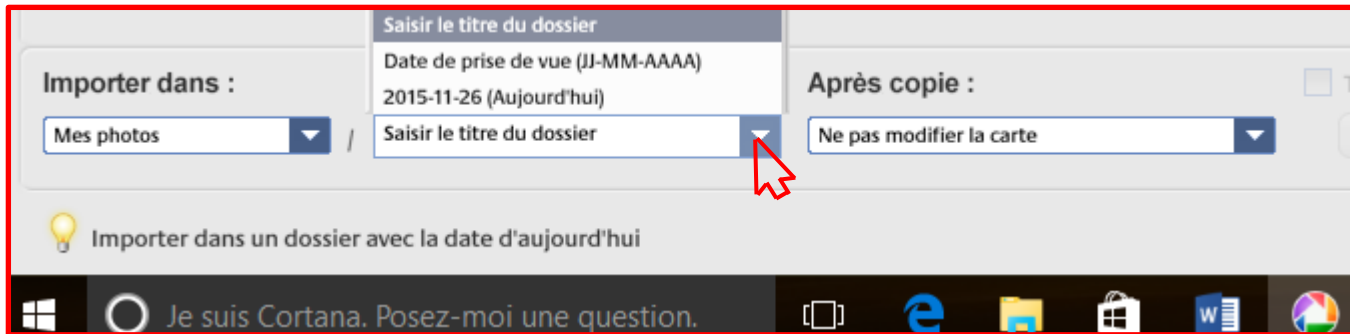 Saisir le titre du dossier
Date de prise de vue (JJ-MM-AAAA)
2015-11-26 (Aujourd'hui)
Importer dans :
Après copie :
Mes photos
/
Saisir le titre du dossier
Ne pas modifier la carte
Importer dans un dossier avec la date d'aujourd'hui
Je suis Cortana. Posez-moi une question.